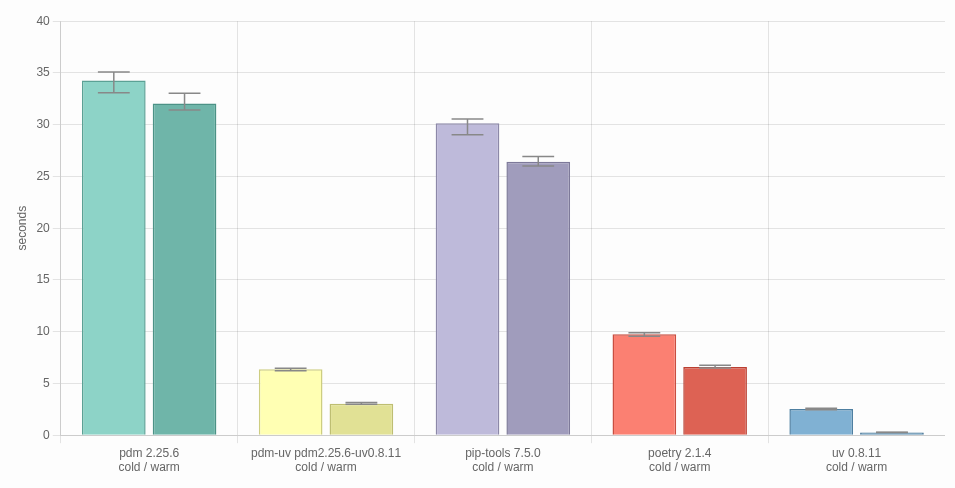 40
35
30
25
20
15
10
5
0
seconds
pdm 2.25.6
cold / warm
pdm-uv pdm2.25.6-uv0.8.11
cold / warm
pip-tools 7.5.0
cold / warm
poetry 2.1.4
cold / warm
uv 0.8.11
cold / warm